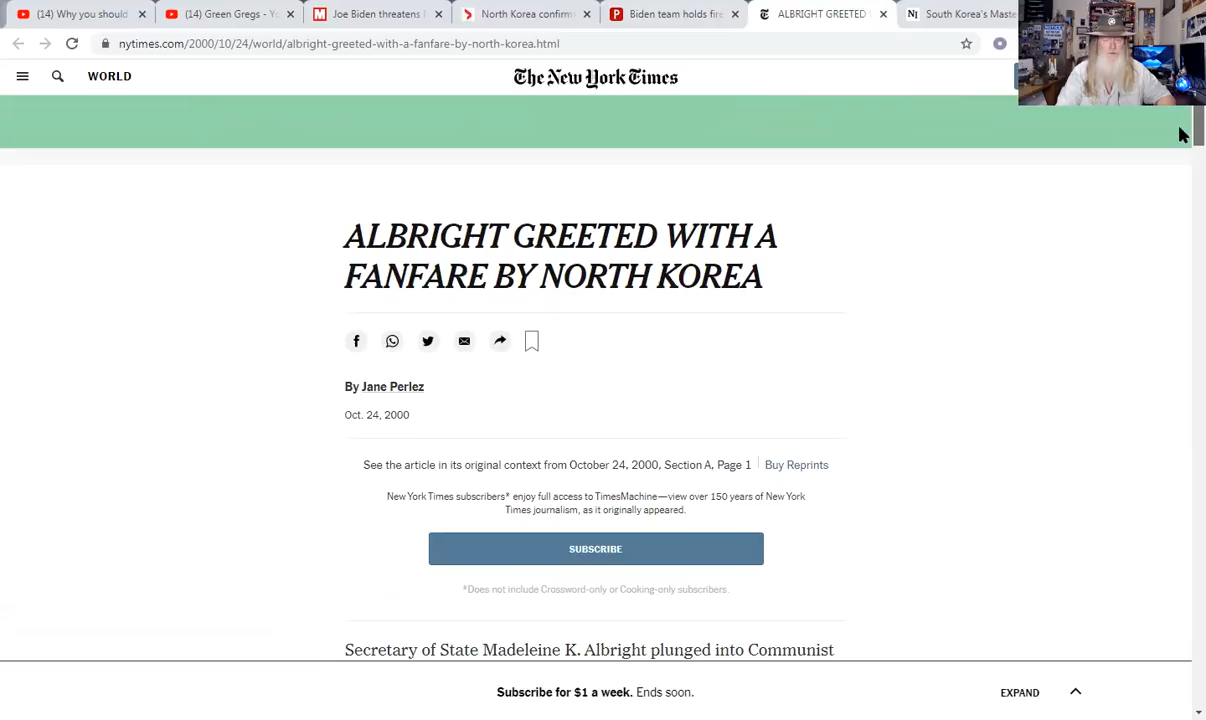 (14) Why you should
(14) Green Gregs - Yo
Joe Biden threatens
North Korea confirm
Biden team holds fire
ALBRIGHT GREETED
South Korea's Maste
nytimes.com/2000/10/24/world/albright-greeted-with-a-fanfare-by-north-korea.html
WORLD
The New York Times
ALBRIGHT GREETED WITH A
FANFARE BY NORTH KOREA
By Jane Perlez
Oct. 24, 2000
See the article in its original context from October 24, 2000, Section A, Page 1
Buy Reprints
New York Times subscribers* enjoy full access to TimesMachine—view over 150 years of New York
Times journalism, as it originally appeared.
SUBSCRIBE
*Does not include Crossword-only or Cooking-only subscribers.
Secretary of State Madeleine K. Albright plunged into Communist
Subscribe for $1 a week. Ends soon.
EXPAND